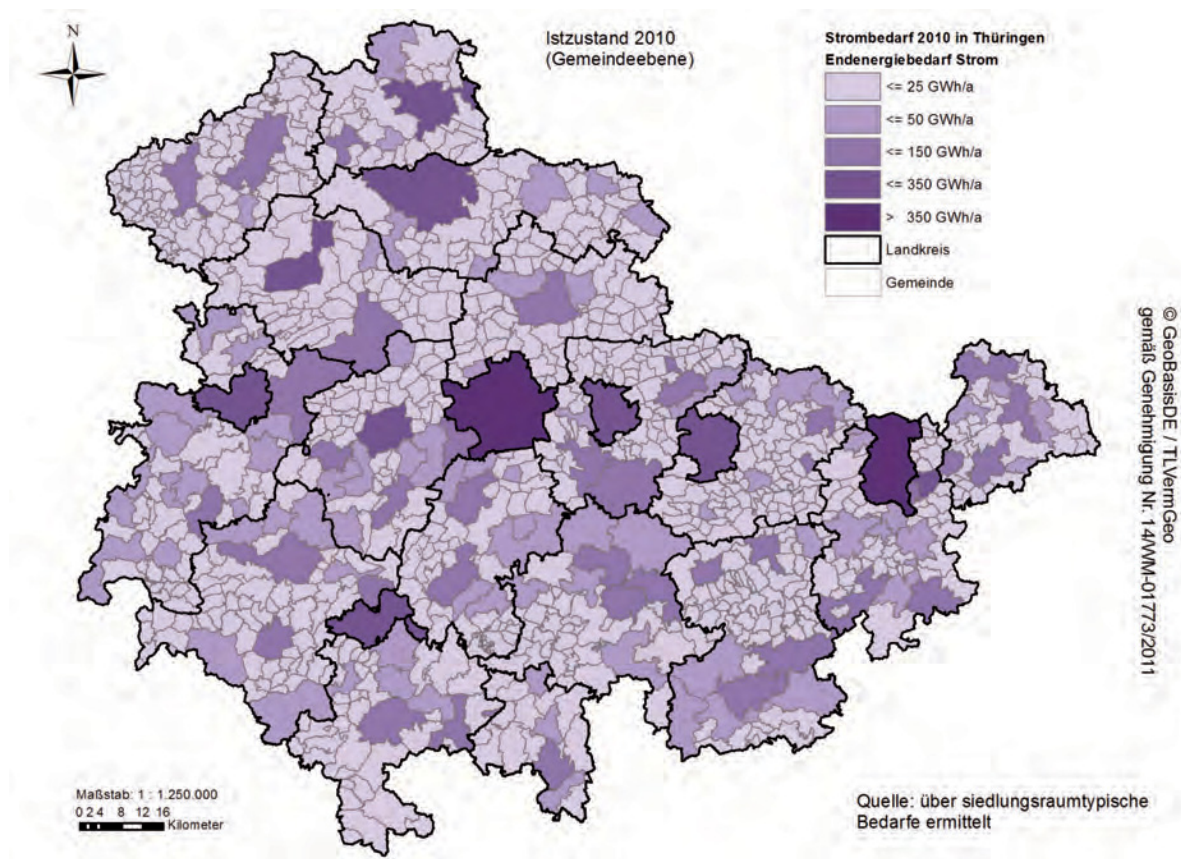 N
Istzustand 2010
(Gemeindeebene)
Strombedarf 2010 in Thüringen
Endenergiebedarf Strom
<= 25 GWh/a
<= 50 GWh/a
<= 150 GWh/a
<= 350 GWh/a
> 350 GWh/a
Landkreis
Gemeinde
© GeoBasisDE / TLVermGeo
gemäß Genehmigung Nr. 14/WM-01773/2011
Maßstab: 1 : 1.250.000
0 2 4 8 12 16
Kilometer
Quelle: über siedlungsraumtypische
Bedarfe ermittelt